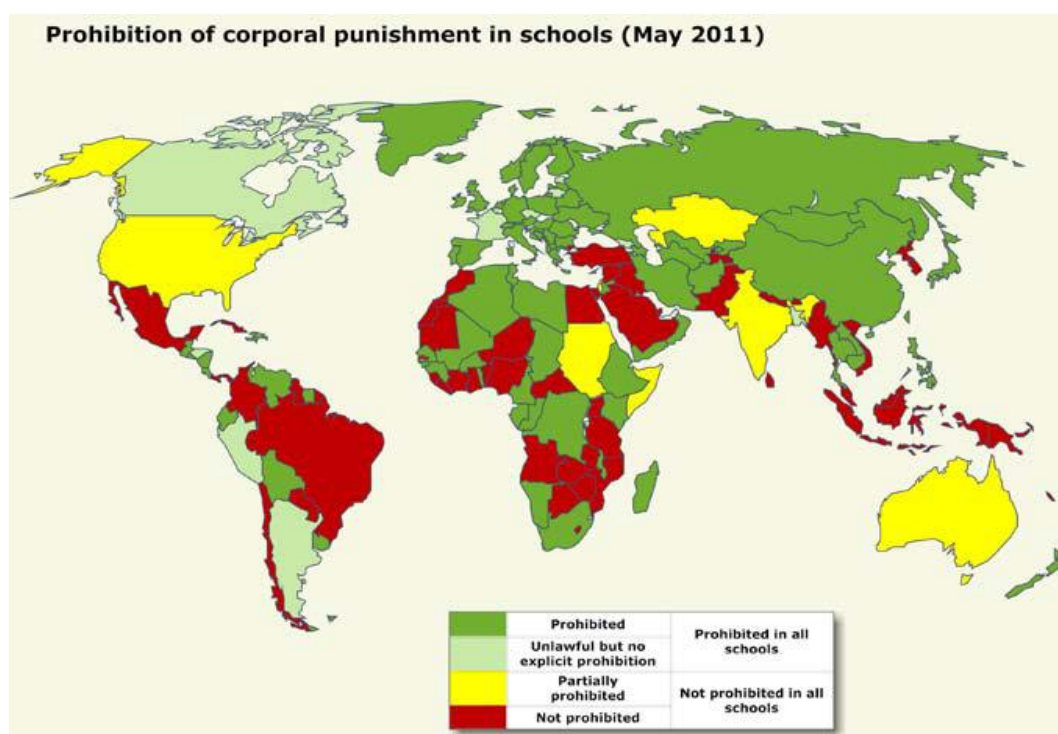 Prohibition of corporal punishment in schools (May 2011)
Prohibited
Unlawful but no
explicit prohibition
Prohibited in all
schools
Partially
prohibited
Not prohibited
Not prohibited in all
schools